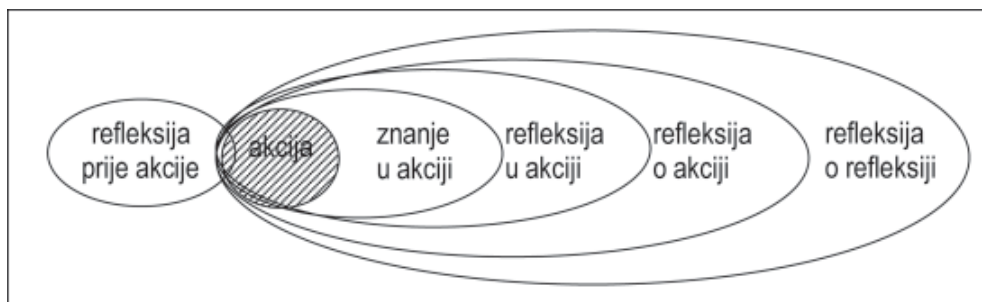 refleksija
prije akcije
akcija
znanje
u akciji
refleksija
u akciji
refleksija
o akciji
refleksija
o refleksiji